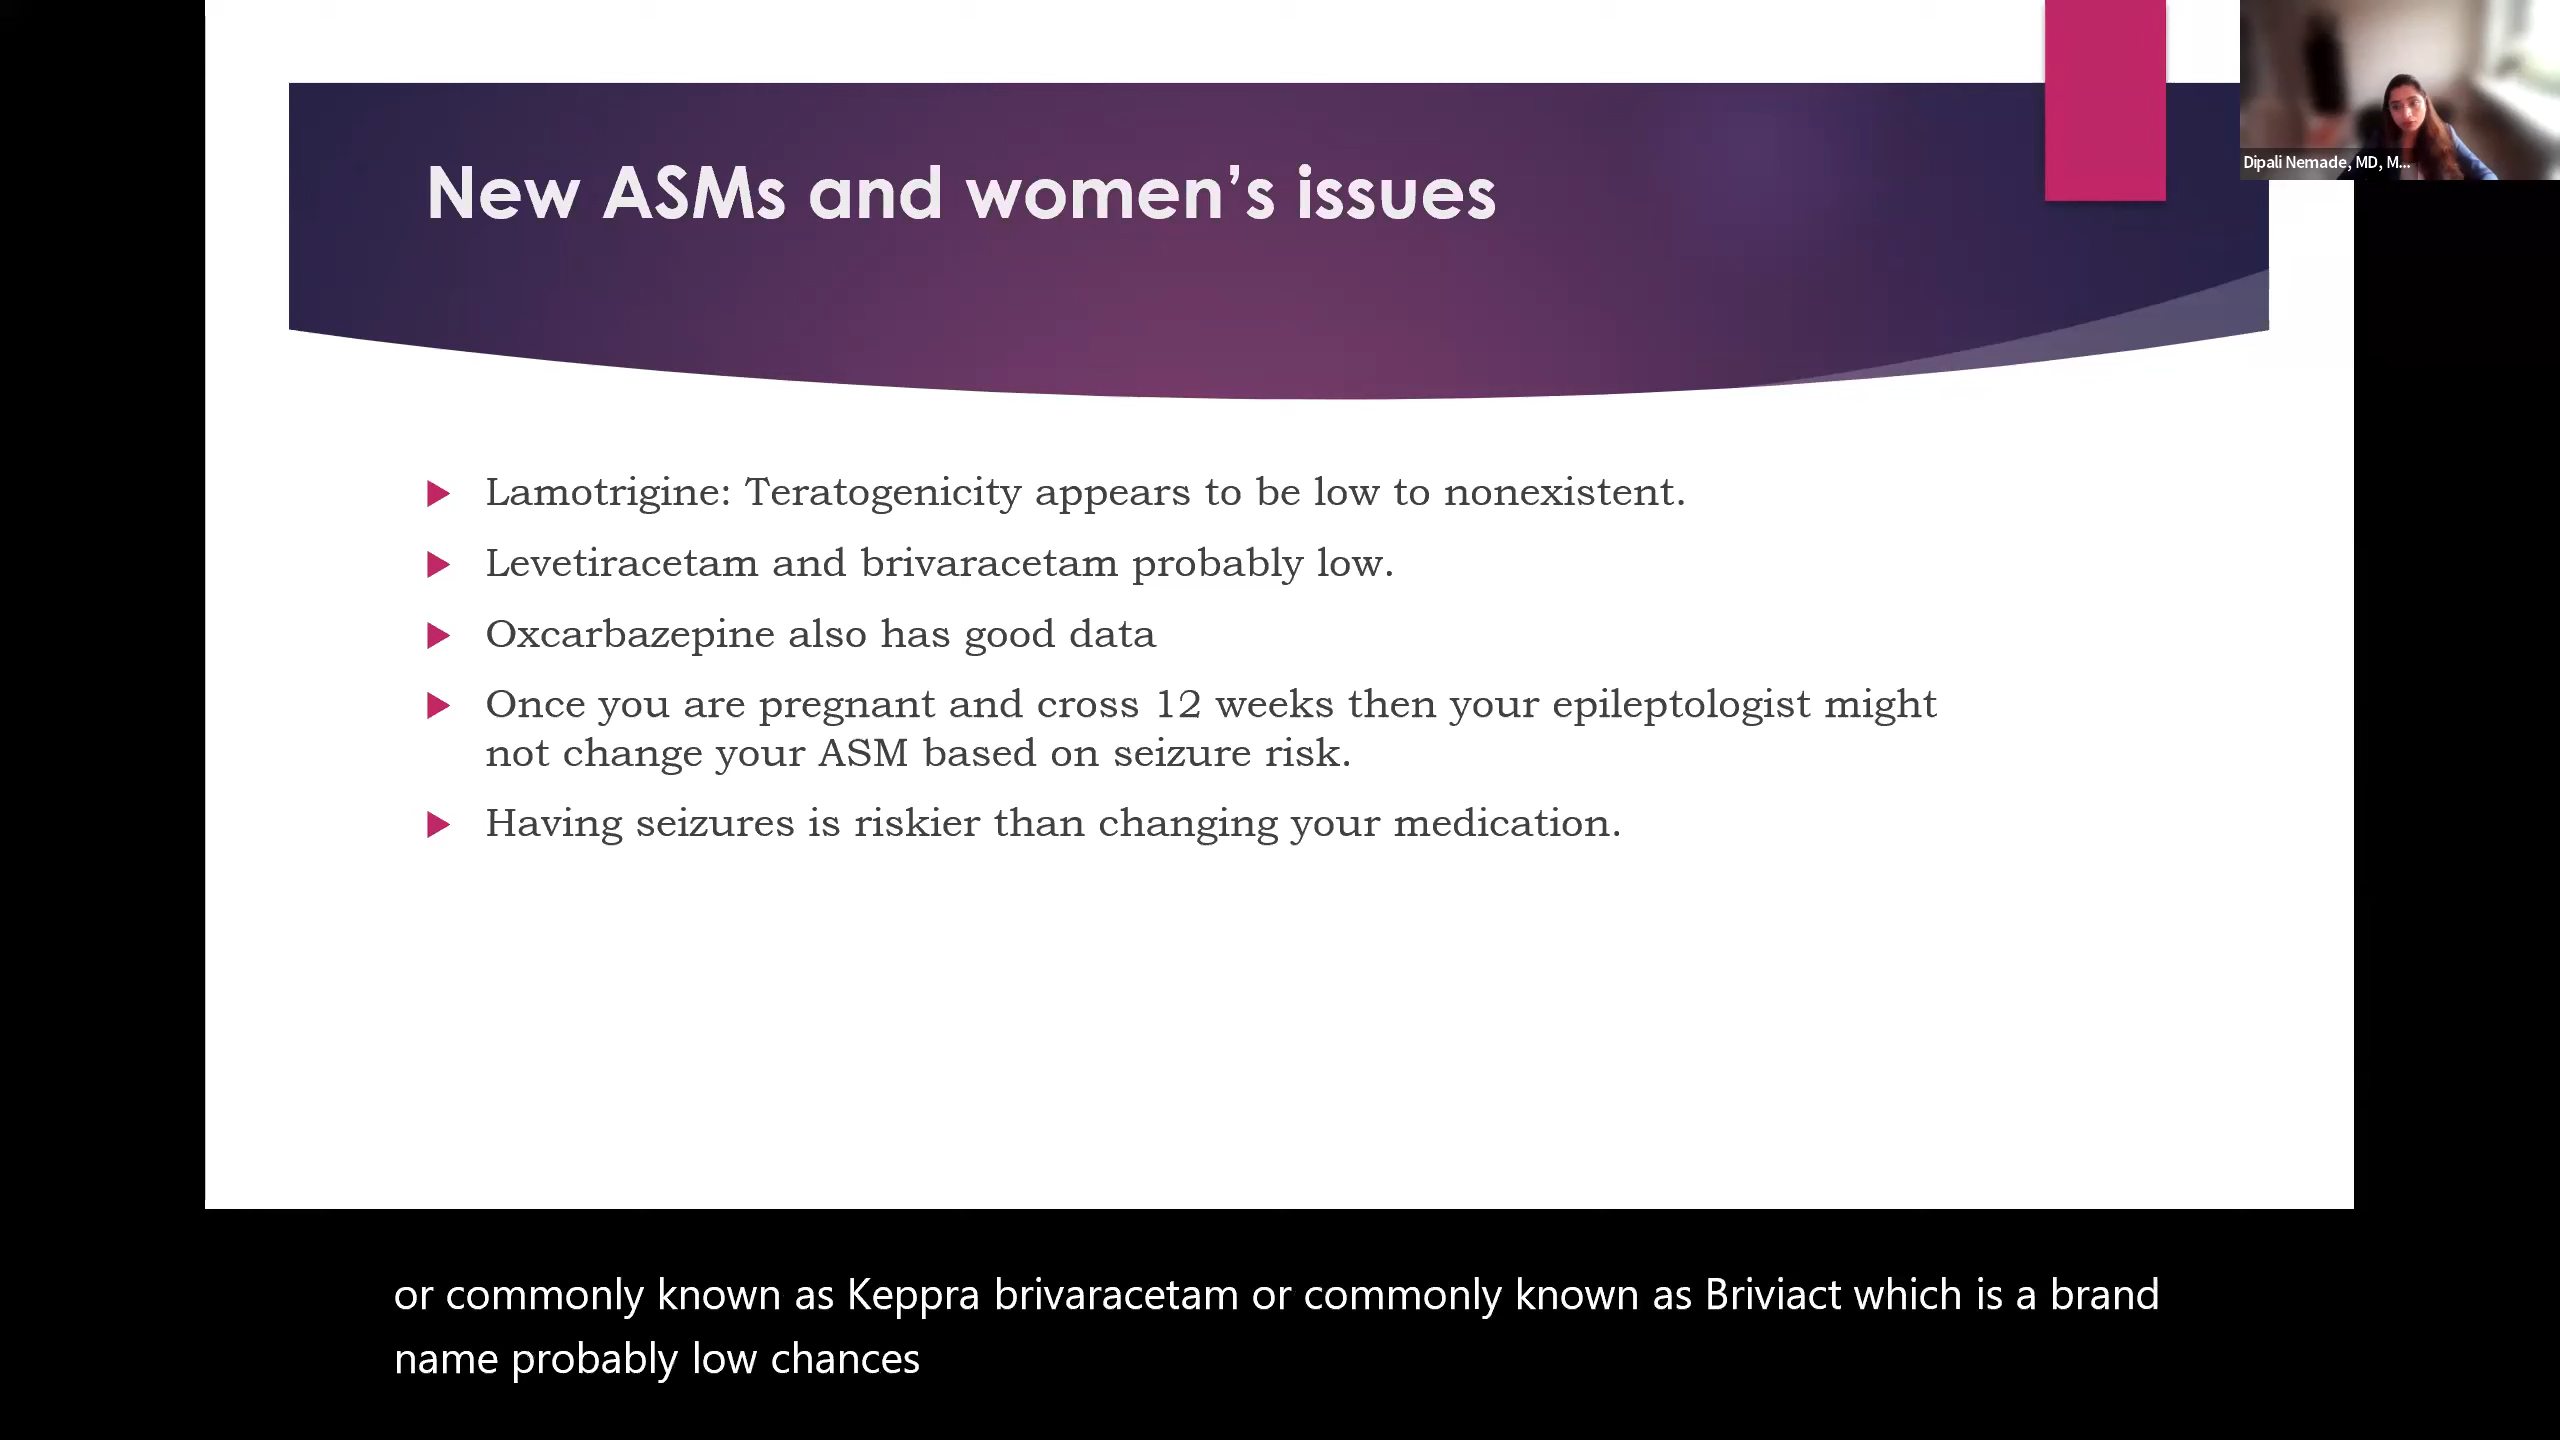 New ASMs and women’s issues
Dipali Nemade, MD, M...
Lamotrigine: Teratogenicity appears to be low to nonexistent.
Levetiracetam and brivaracetam probably low.
Oxcarbazepine also has good data
Once you are pregnant and cross 12 weeks then your epileptologist might
not change your ASM based on seizure risk.
Having seizures is riskier than changing your medication.
or commonly known as Keppra brivaracetam or commonly known as Briviact which is a brand
name probably low chances